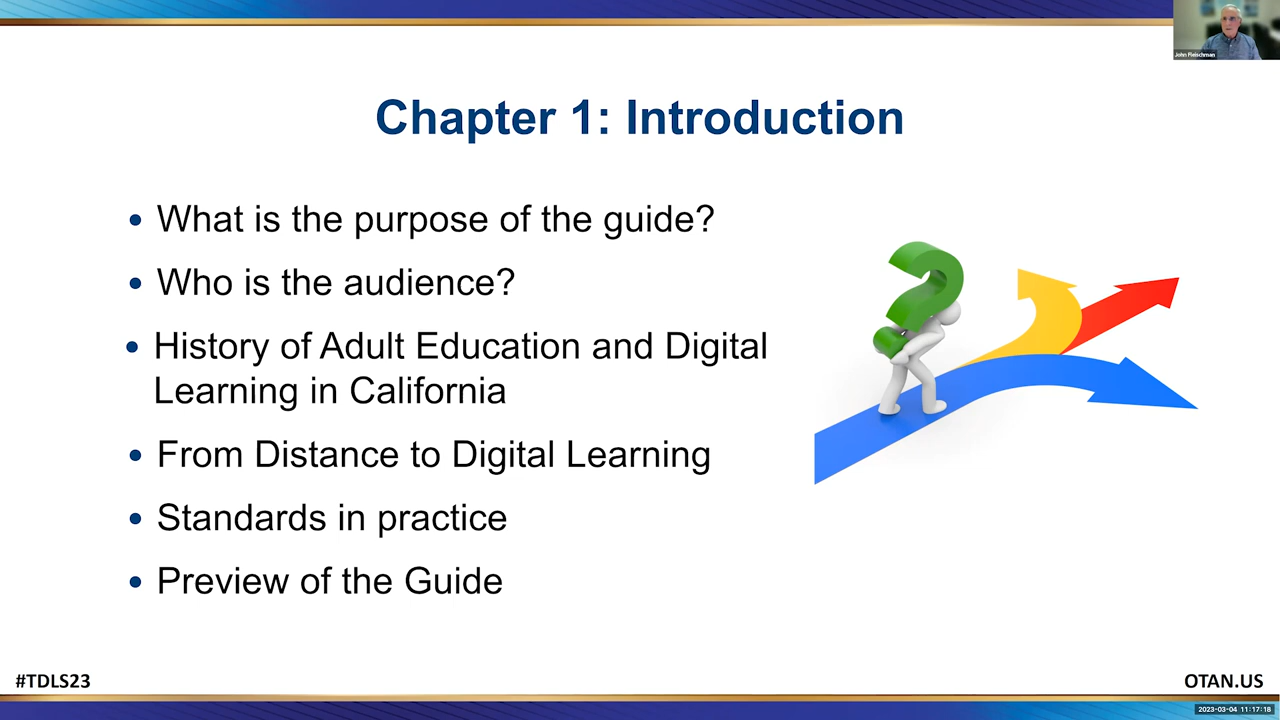 John Fleischman
Chapter 1: Introduction
• What is the purpose of the guide?
• Who is the audience?
• History of Adult Education and Digital
Learning in California
• From Distance to Digital Learning
• Standards in practice
• Preview of the Guide
#TDLS23
OTAN.US
2023-03-04 11:17:18